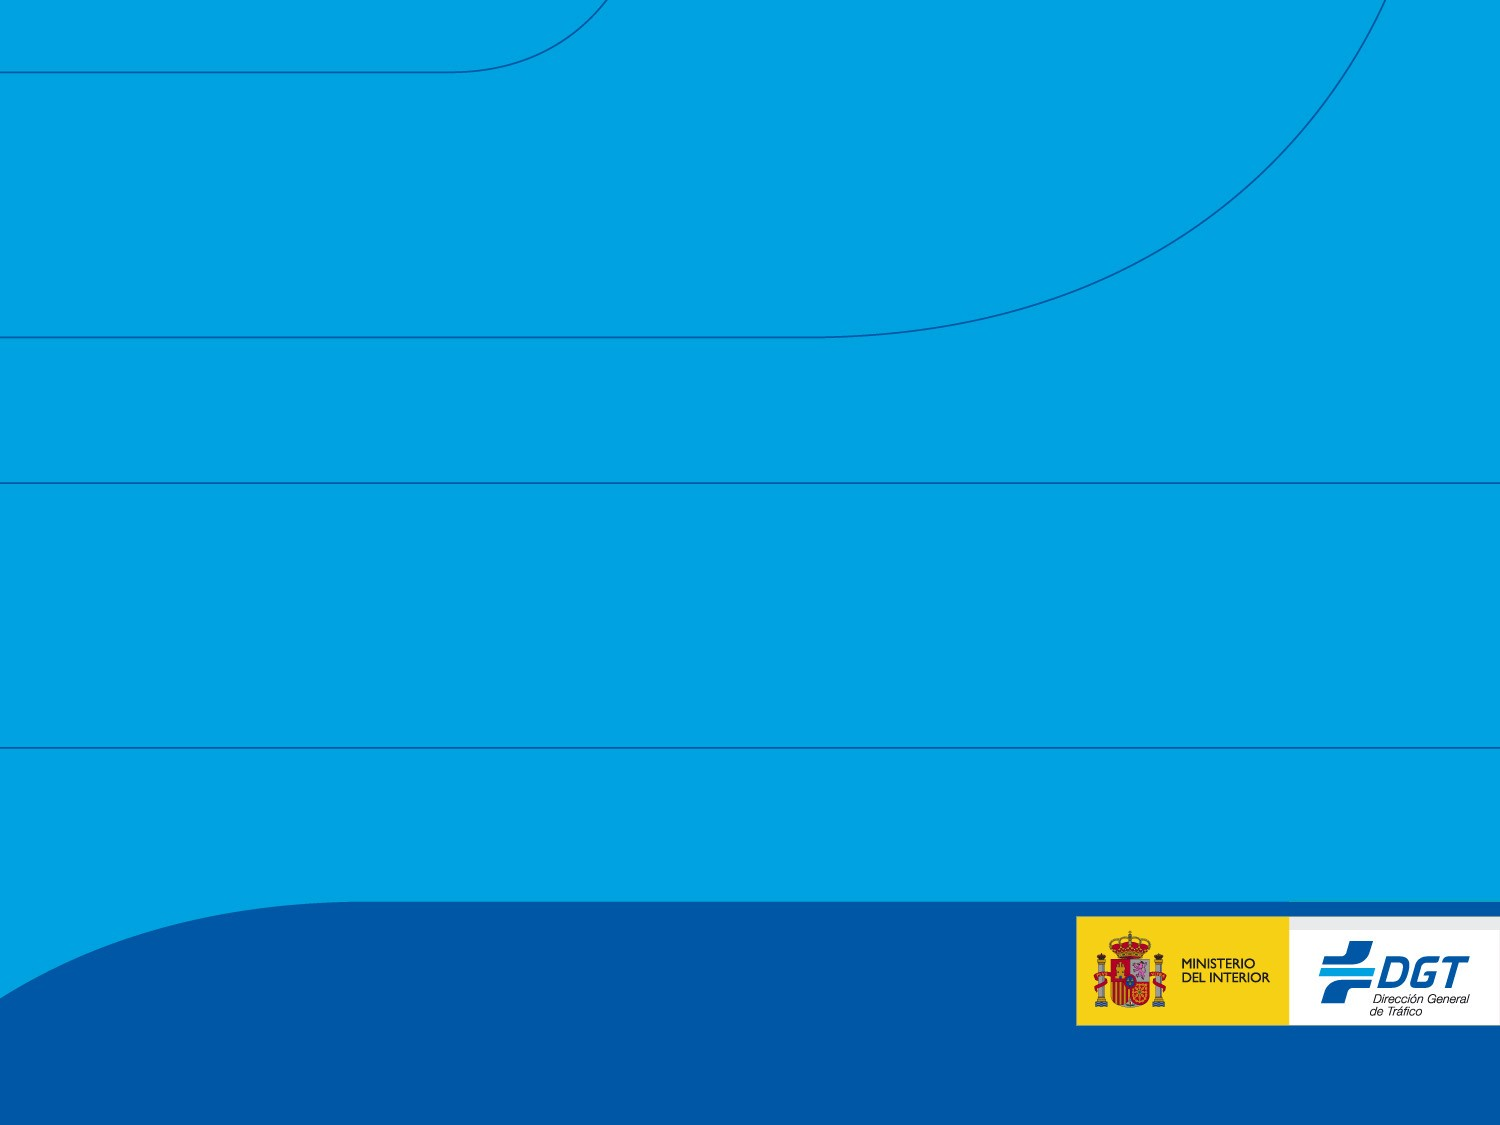 MINISTERIO
DEL INTERIOR
DGT
Dirección General
de Tráfico